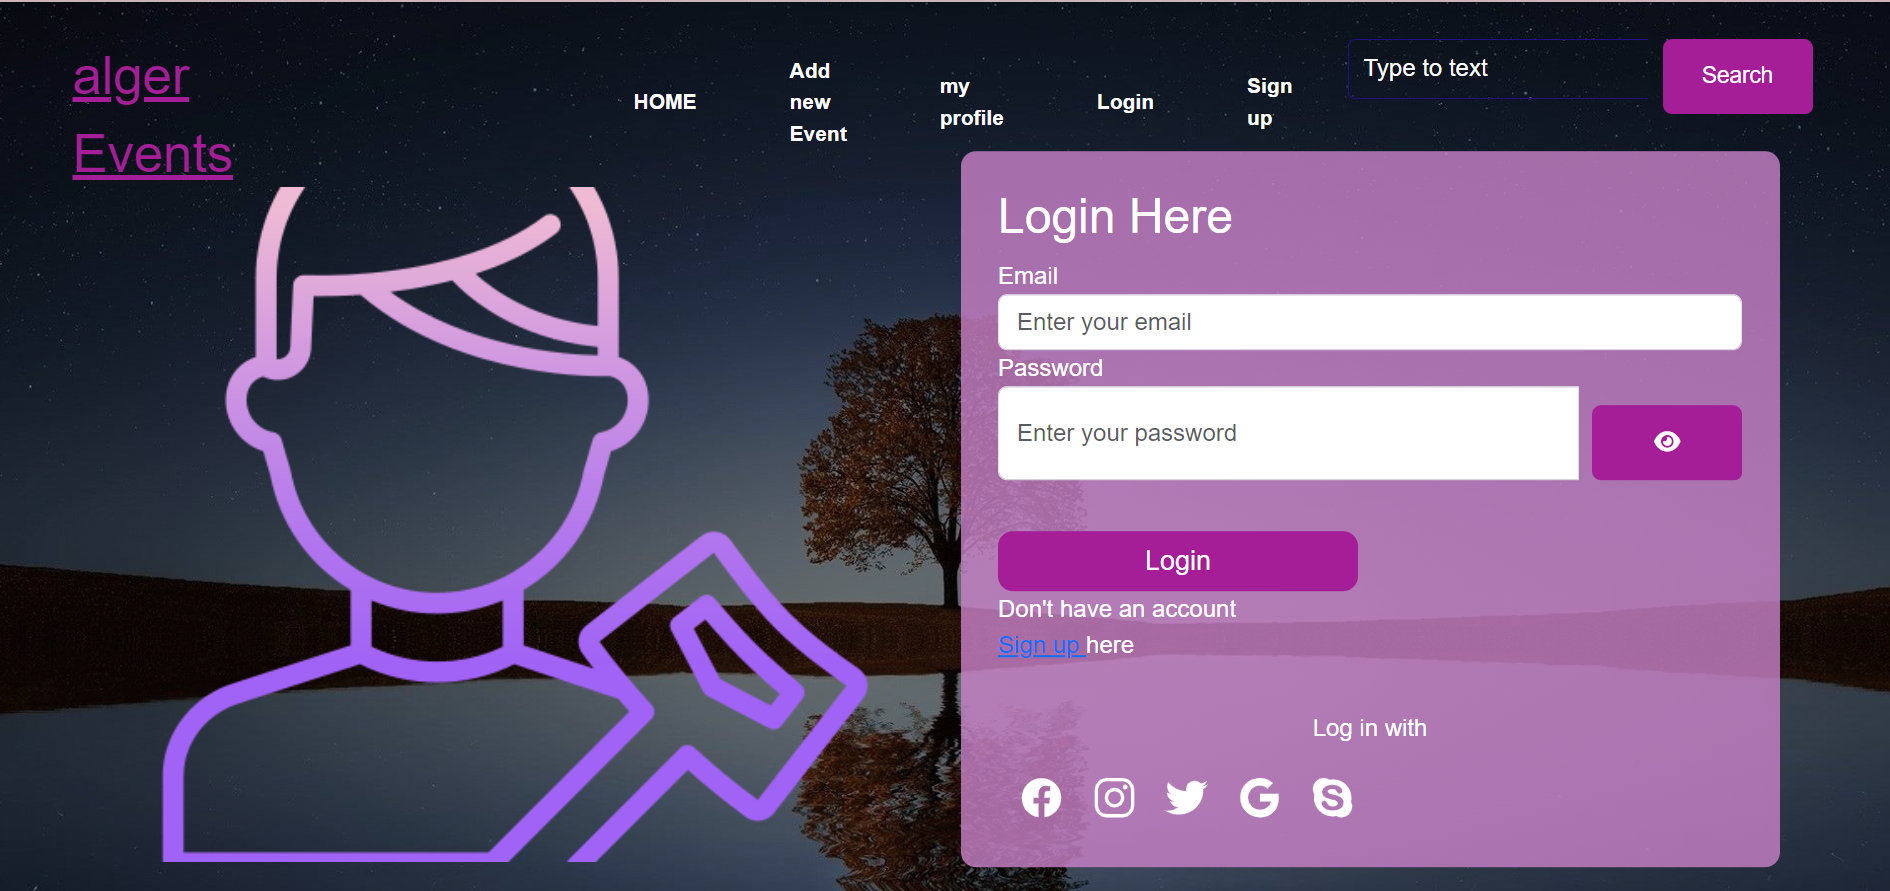 alger
Events
HOME
Add
new
Event
my
profile
Login
Sign
up
Type to text
Search
Login Here
Email
Enter your email
Password
Enter your password
Login
Don't have an account
Sign up here
Log in with